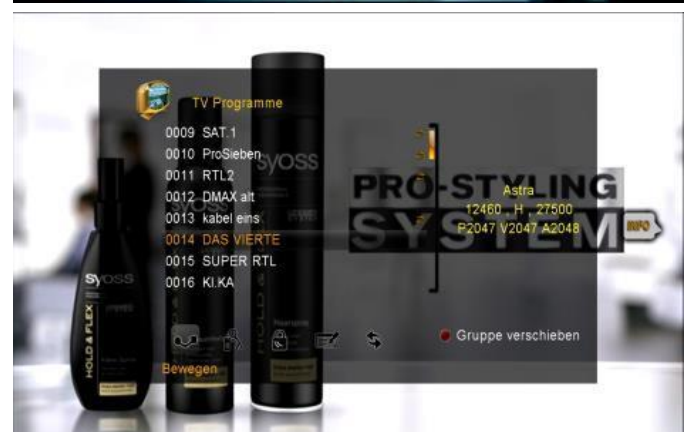 TV Programme
0009 SAT.1
0010 ProSieben
0011 RTL2
0012 DMAX alt
0013 kabel eins
0014 DAS VIERTE
0015 SUPER RTL
0016 KI.KA
Astra
12460 , H , 27500
P2047 V2047 A2048
INFO
Gruppe verschieben
Bewegen
syoss
syoss
PRO-STYLING
SYSTEM
HOLD & FLEX
HOLD &